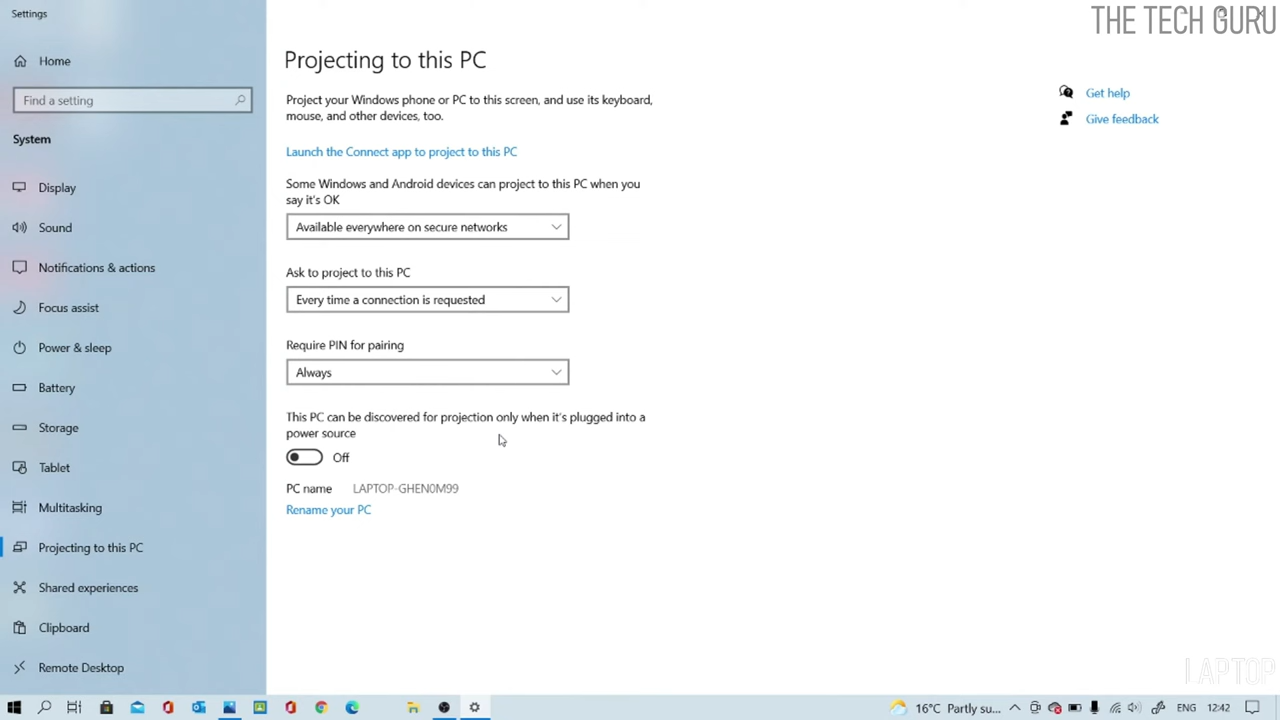 Settings
THE TECH GURU
Home
Find a setting
System
Display
Sound
Notifications & actions
Focus assist
Power & sleep
Battery
Storage
Tablet
Multitasking
Projecting to this PC
Shared experiences
Clipboard
Remote Desktop
Projecting to this PC
Project your Windows phone or PC to this screen, and use its keyboard,
mouse, and other devices, too.
Launch the Connect app to project to this PC
Some Windows and Android devices can project to this PC when you
say it's OK
Available everywhere on secure networks
Ask to project to this PC
Every time a connection is requested
Require PIN for pairing
Always
This PC can be discovered for projection only when it's plugged into a
power source
Off
PC name LAPTOP-GHEN0M99
Rename your PC
Get help
Give feedback
LAPTOP
16°C Partly su... ENG 12:42